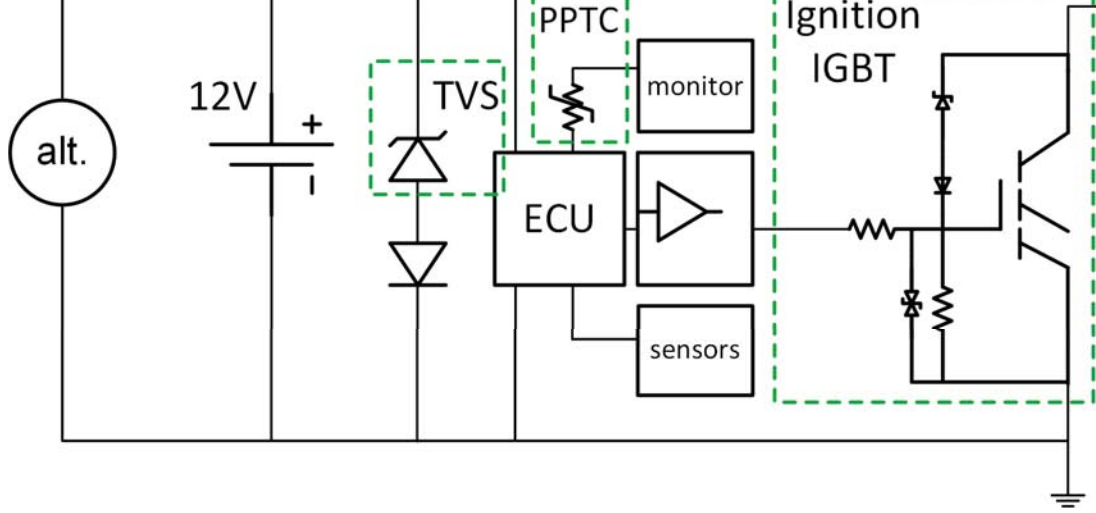 PPTC
Ignition
IGBT
monitor
12V
TVS
+
alt.
ECU
sensors